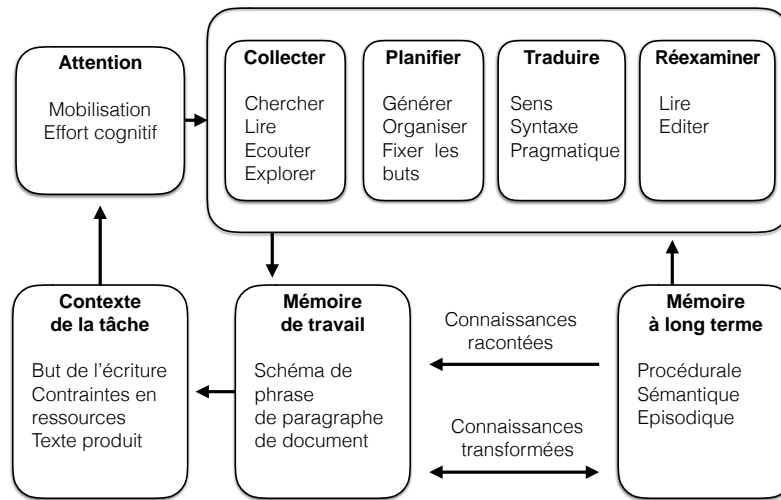 Attention
Mobilisation
Effort cognitif
Collecter
Chercher
Lire
Ecouter
Explorer
Planifier
Générer
Organiser
Fixer les
buts
Traduire
Sens
Syntaxe
Pragmatique
Réexaminer
Lire
Editer
Contexte
de la tâche
But de l'écriture
Contraintes en
ressources
Texte produit
Mémoire
de travail
Schéma de
phrase
de paragraphe
de document
Connaissances
racontées
Connaissances
transformées
Mémoire
à long terme
Procédurale
Sémantique
Episodique